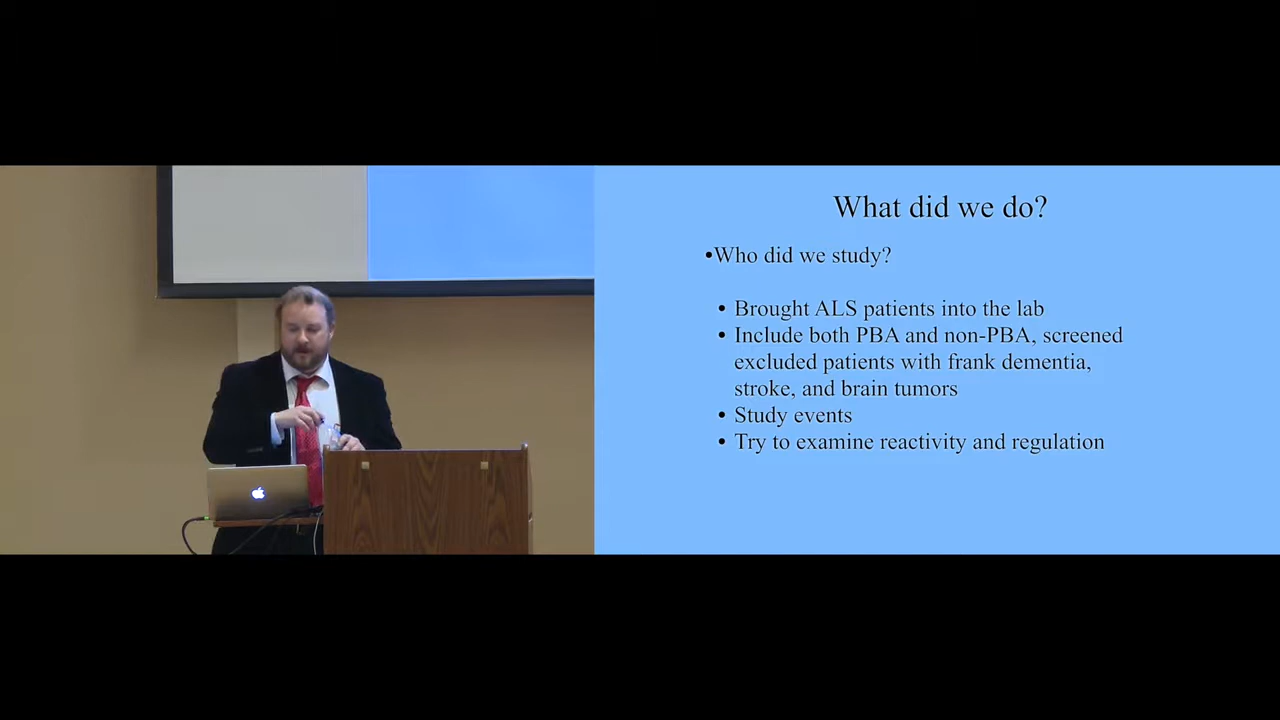 What did we do?
•Who did we study?
• Brought ALS patients into the lab
• Include both PBA and non-PBA, screened
excluded patients with frank dementia,
stroke, and brain tumors
• Study events
• Try to examine reactivity and regulation